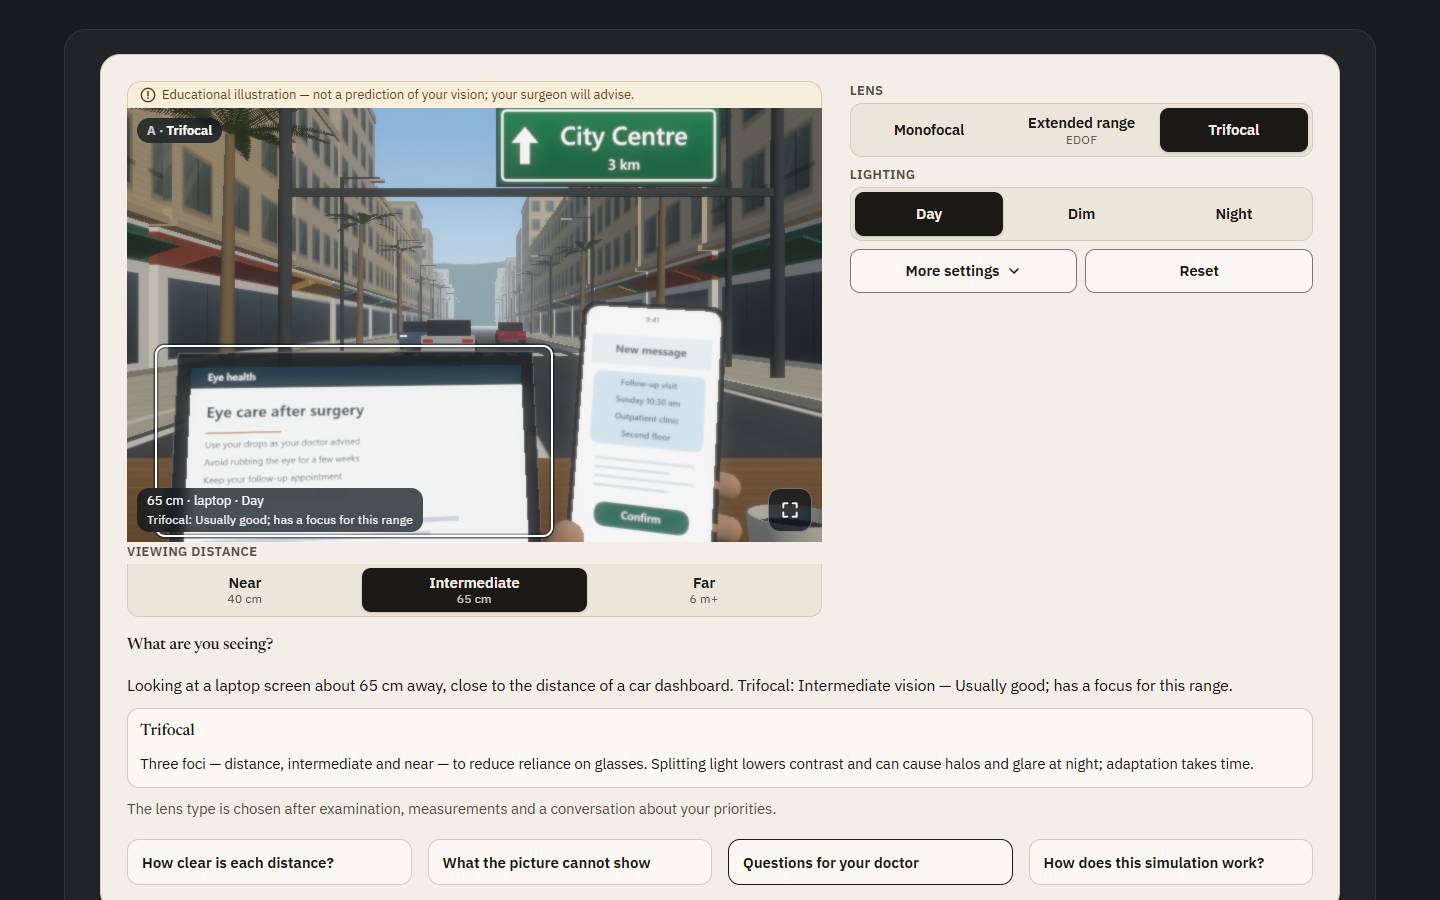 Educational illustration — not a prediction of your vision; your surgeon will advise.
A · Trifocal
City Centre
3 km
9:41
New message
Follow-up visit
Sunday 10:30 am
Outpatient clinic
Second floor
Confirm
Eye health
Eye care after surgery
Use your drops as your doctor advised
Avoid rubbing the eye for a few weeks
Keep your follow-up appointment
65 cm · laptop · Day
Trifocal: Usually good; has a focus for this range
VIEWING DISTANCE
Near
40 cm
Intermediate
65 cm
Far
6 m+
LENS
Monofocal
Extended range
EDOF
Trifocal
LIGHTING
Day
Dim
Night
More settings
Reset
What are you seeing?
Looking at a laptop screen about 65 cm away, close to the distance of a car dashboard. Trifocal: Intermediate vision — Usually good; has a focus for this range.
Trifocal
Three foci — distance, intermediate and near — to reduce reliance on glasses. Splitting light lowers contrast and can cause halos and glare at night; adaptation takes time.
The lens type is chosen after examination, measurements and a conversation about your priorities.
How clear is each distance?
What the picture cannot show
Questions for your doctor
How does this simulation work?